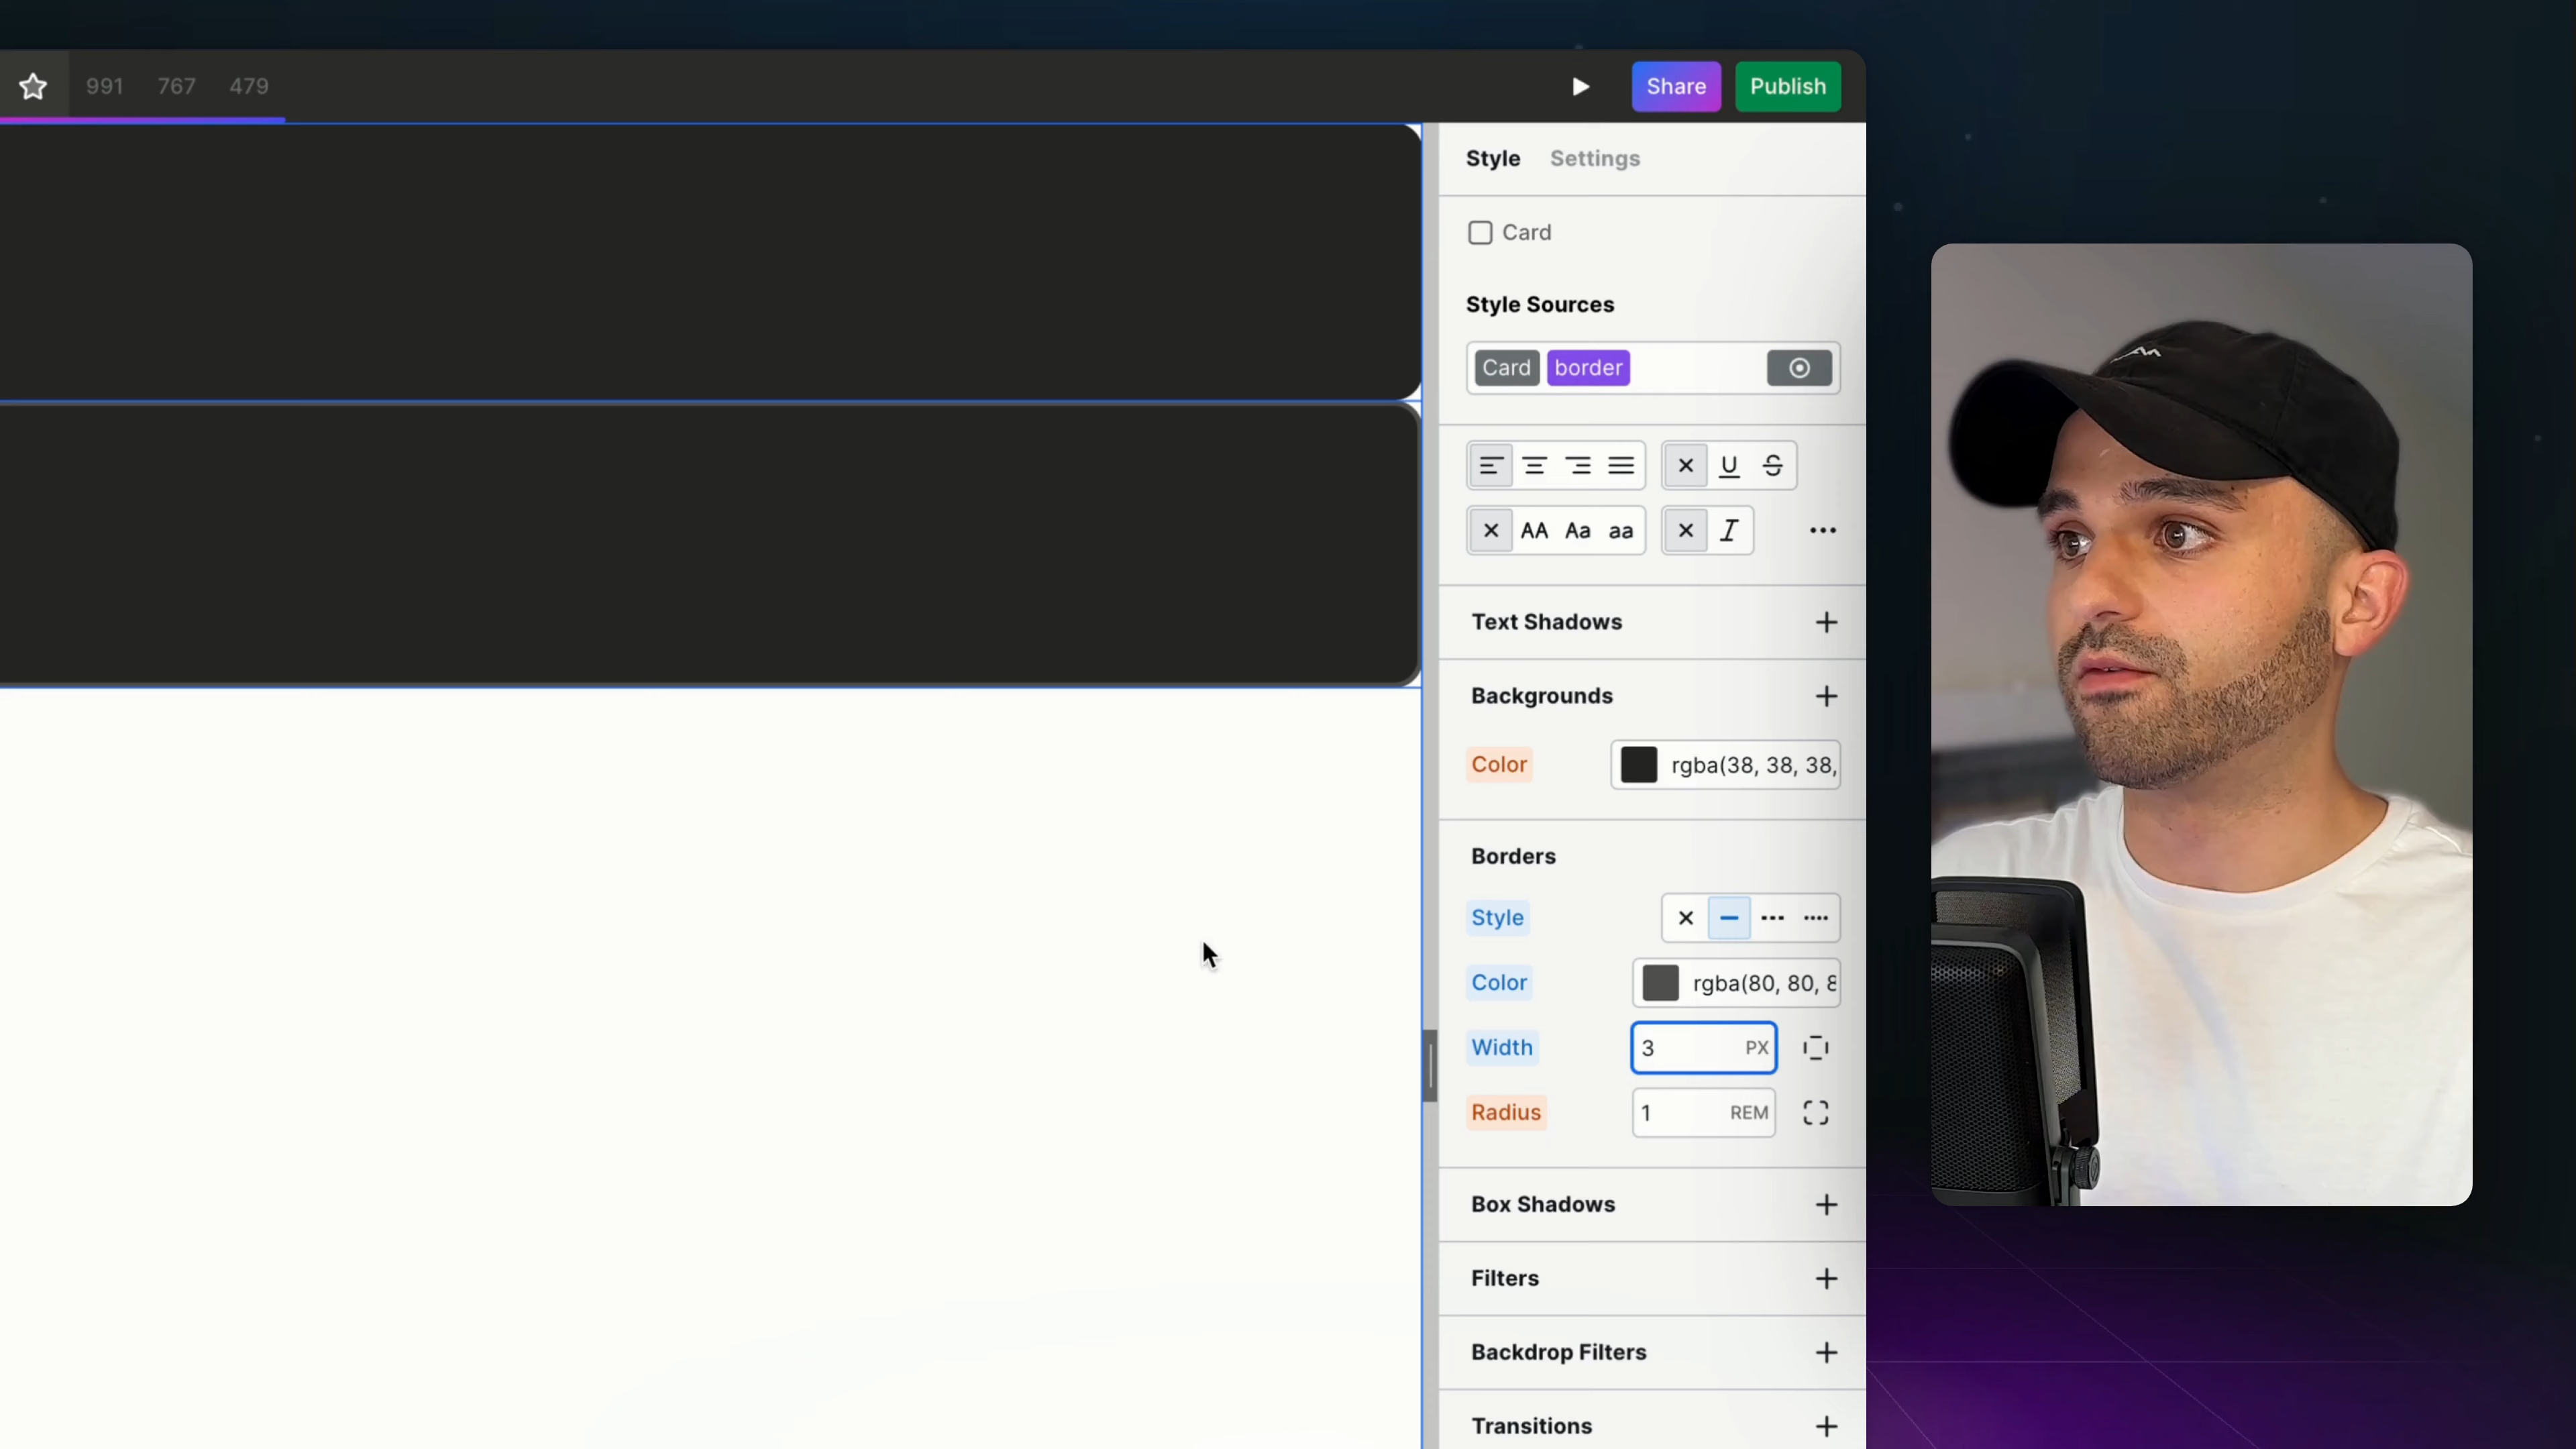 991 767 479 Share Publish
Style Settings
Card
Style Sources
Card border
AA Aa aa
Text Shadows
Backgrounds
Color rgba(38, 38, 38,
Borders
Style
Color rgba(80, 80, 8
Width 3 PX
Radius 1 REM
Box Shadows
Filters
Backdrop Filters
Transitions